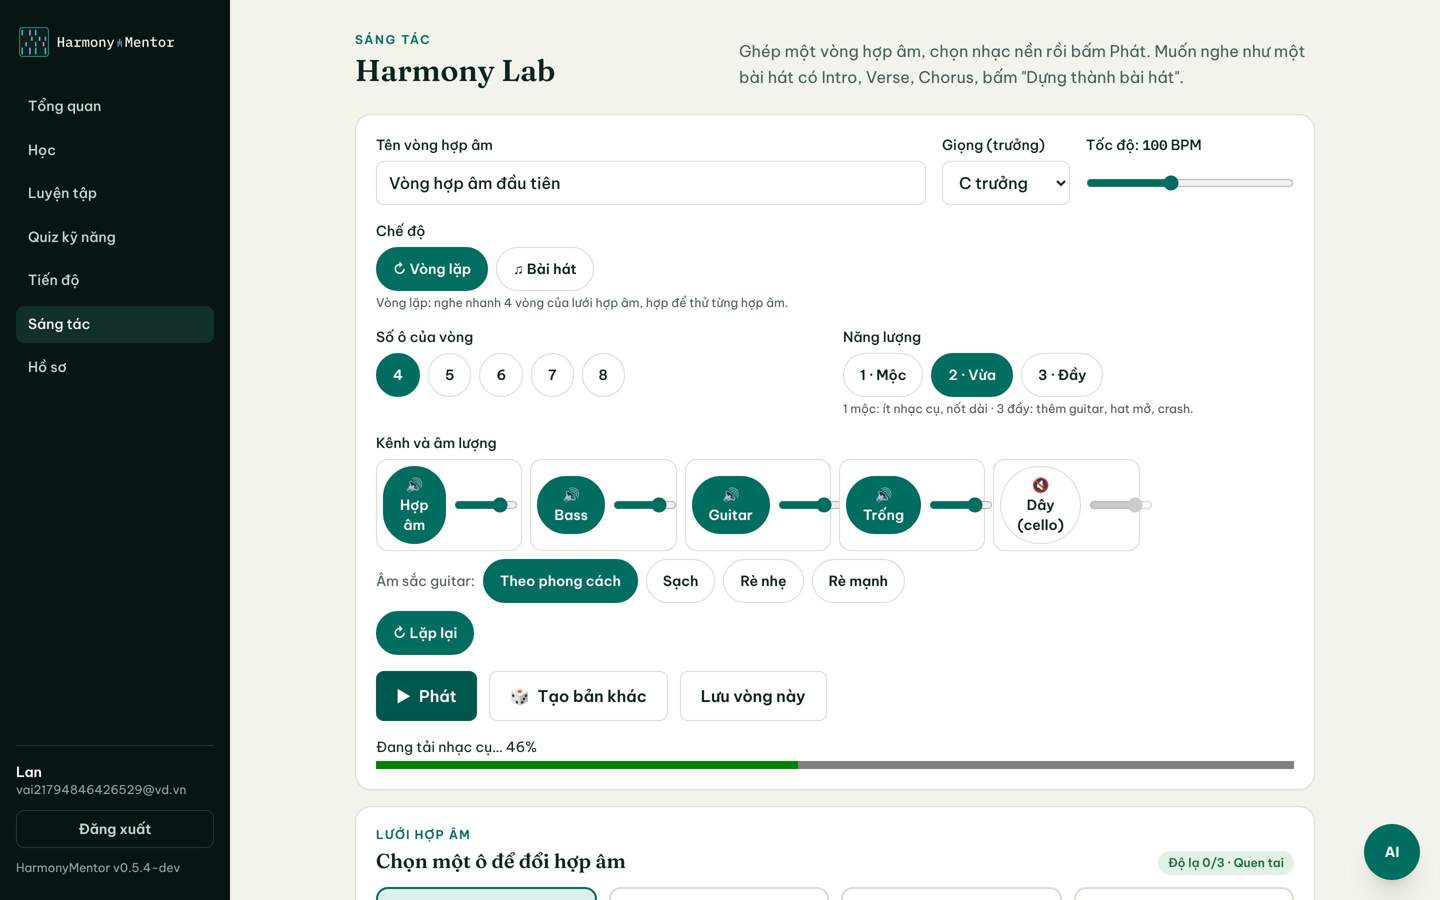 Harmony Mentor
Tổng quan
Học
Luyện tập
Quiz kỹ năng
Tiến độ
Sáng tác
Hồ sơ
Lan
vai21794846426529@vd.vn
Đăng xuất
HarmonyMentor v0.5.4-dev
SÁNG TÁC
Harmony Lab
Ghép một vòng hợp âm, chọn nhạc nền rồi bấm Phát. Muốn nghe như một
bài hát có Intro, Verse, Chorus, bấm "Dựng thành bài hát".
Tên vòng hợp âm
Vòng hợp âm đầu tiên
Giọng (trưởng)
C trưởng
Tốc độ: 100 BPM
Chế độ
↻ Vòng lặp
♫ Bài hát
Vòng lặp: nghe nhanh 4 vòng của lưới hợp âm, hợp để thử từng hợp âm.
Số ô của vòng
4 5 6 7 8
Năng lượng
1 · Mộc
2 · Vừa
3 · Đầy
1 mộc: ít nhạc cụ, nốt dài · 3 đầy: thêm guitar, hat mở, crash.
Kênh và âm lượng
🔊 Hợp
âm
🔊 Bass
🔊 Guitar
🔊 Trống
🔇 Dây
(cello)
Âm sắc guitar:
Theo phong cách
Sạch
Rè nhẹ
Rè mạnh
↻ Lặp lại
▶ Phát
🎲 Tạo bản khác
Lưu vòng này
Đang tải nhạc cụ... 46%
LƯỚI HỢP ÂM
Chọn một ô để đổi hợp âm
Độ lạ 0/3 · Quen tai
AI